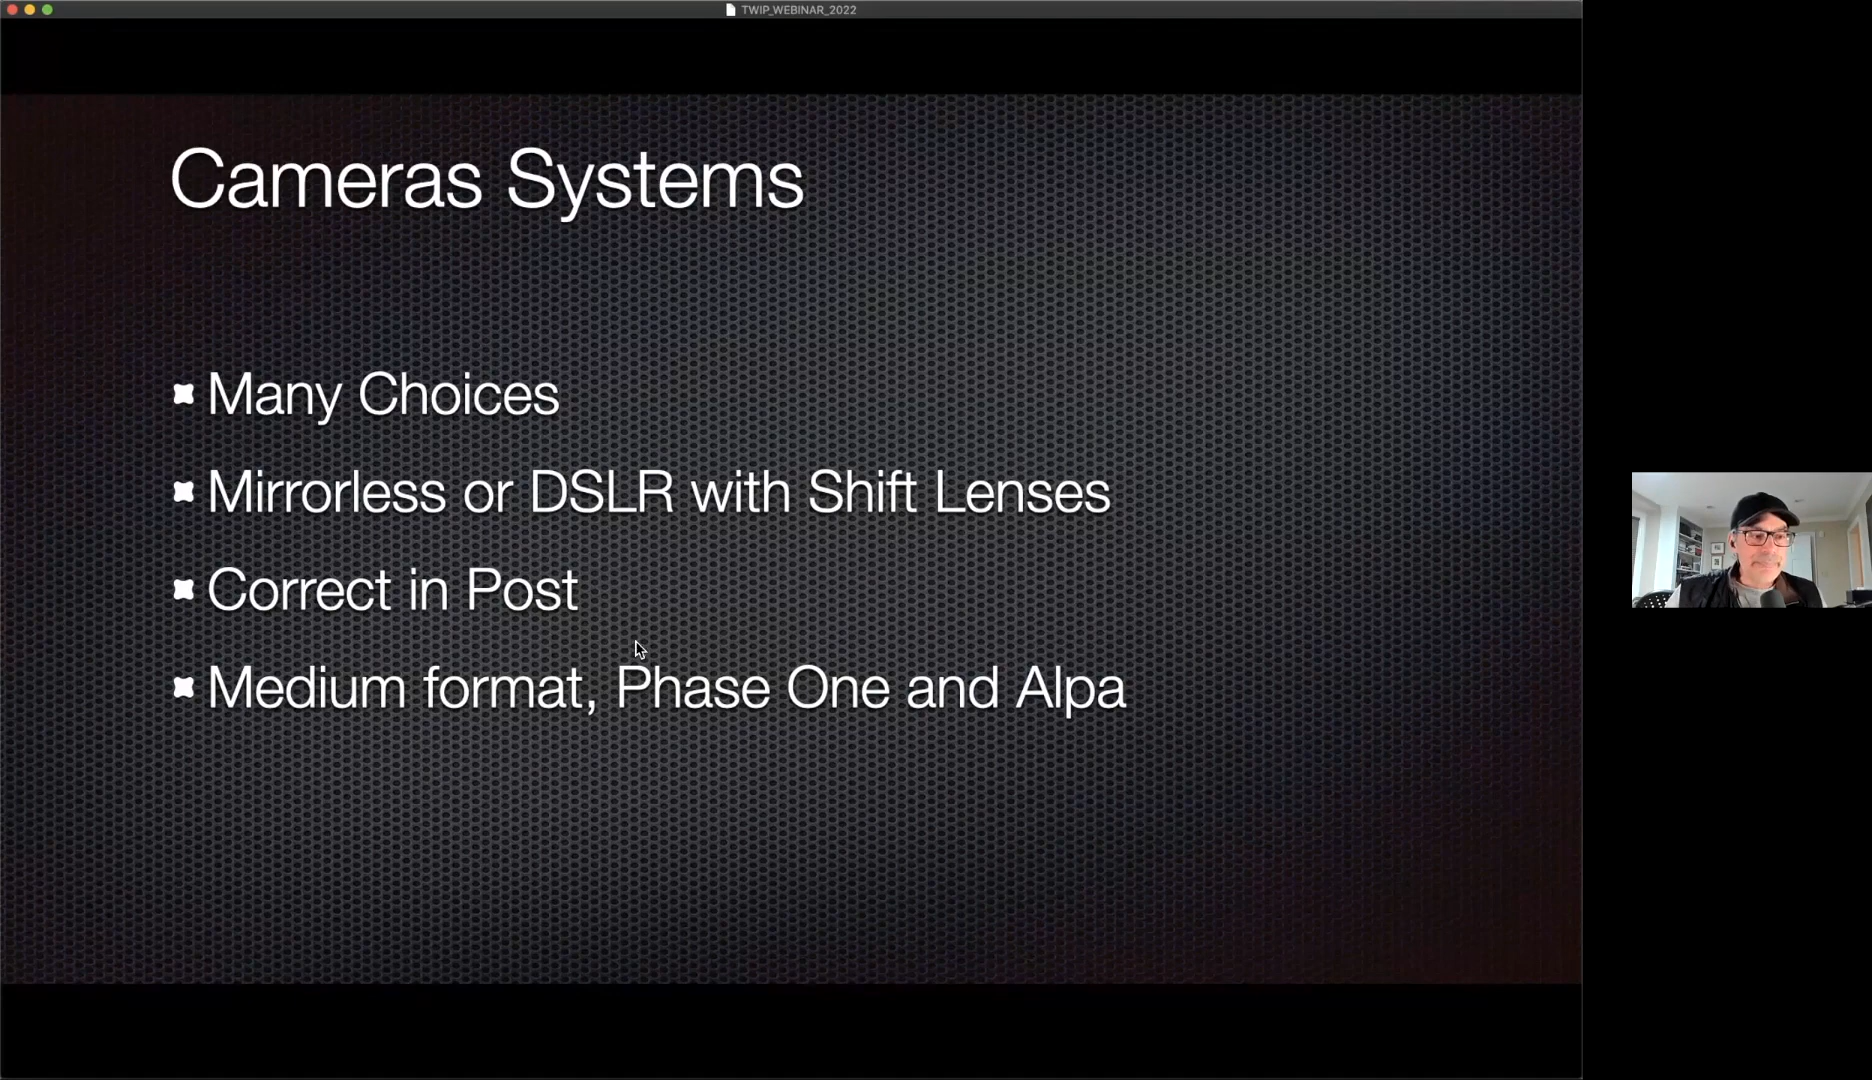 TWIP_WEBINAR_2022
Cameras Systems
Many Choices
Mirrorless or DSLR with Shift Lenses
Correct in Post
Medium format, Phase One and Alpa